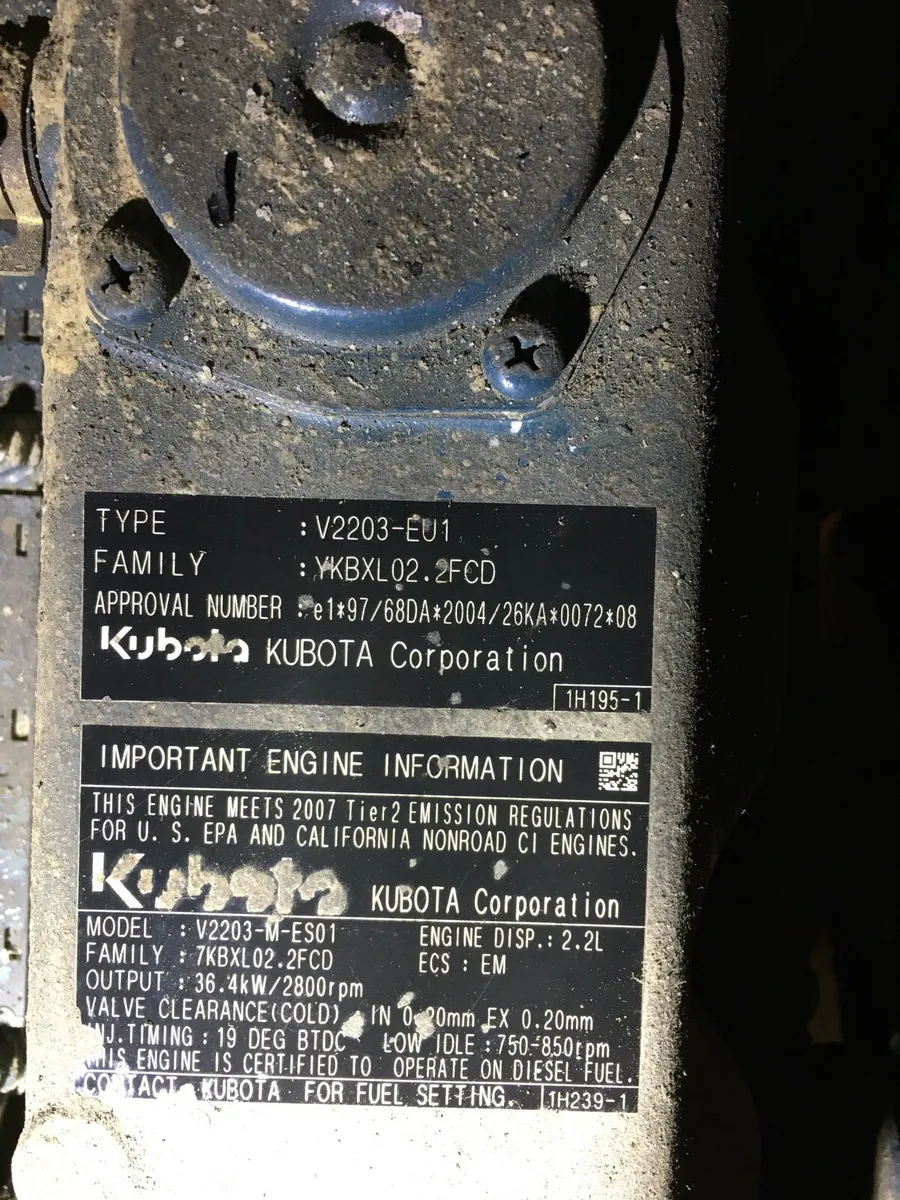 TYPE : V2203-EU1
FAMILY : YKBXL02.2FCD
APPROVAL NUMBER : e1*97/68DA*2004/26KA*0072*08
Kubota KUBOTA Corporation
1H195-1
IMPORTANT ENGINE INFORMATION
THIS ENGINE MEETS 2007 Tier2 EMISSION REGULATIONS
FOR U. S. EPA AND CALIFORNIA NONROAD CI ENGINES.
Kubota KUBOTA Corporation
MODEL : V2203-M-ES01 ENGINE DISP.: 2.2L
FAMILY : 7KBXL02.2FCD ECS : EM
OUTPUT : 36.4kW/2800rpm
VALVE CLEARANCE(COLD) IN 0.20mm EX 0.20mm
INJ.TIMING : 19 DEG BTDC LOW IDLE : 750-850rpm
THIS ENGINE IS CERTIFIED TO OPERATE ON DIESEL FUEL.
CONTACT KUBOTA FOR FUEL SETTING. 1H239-1